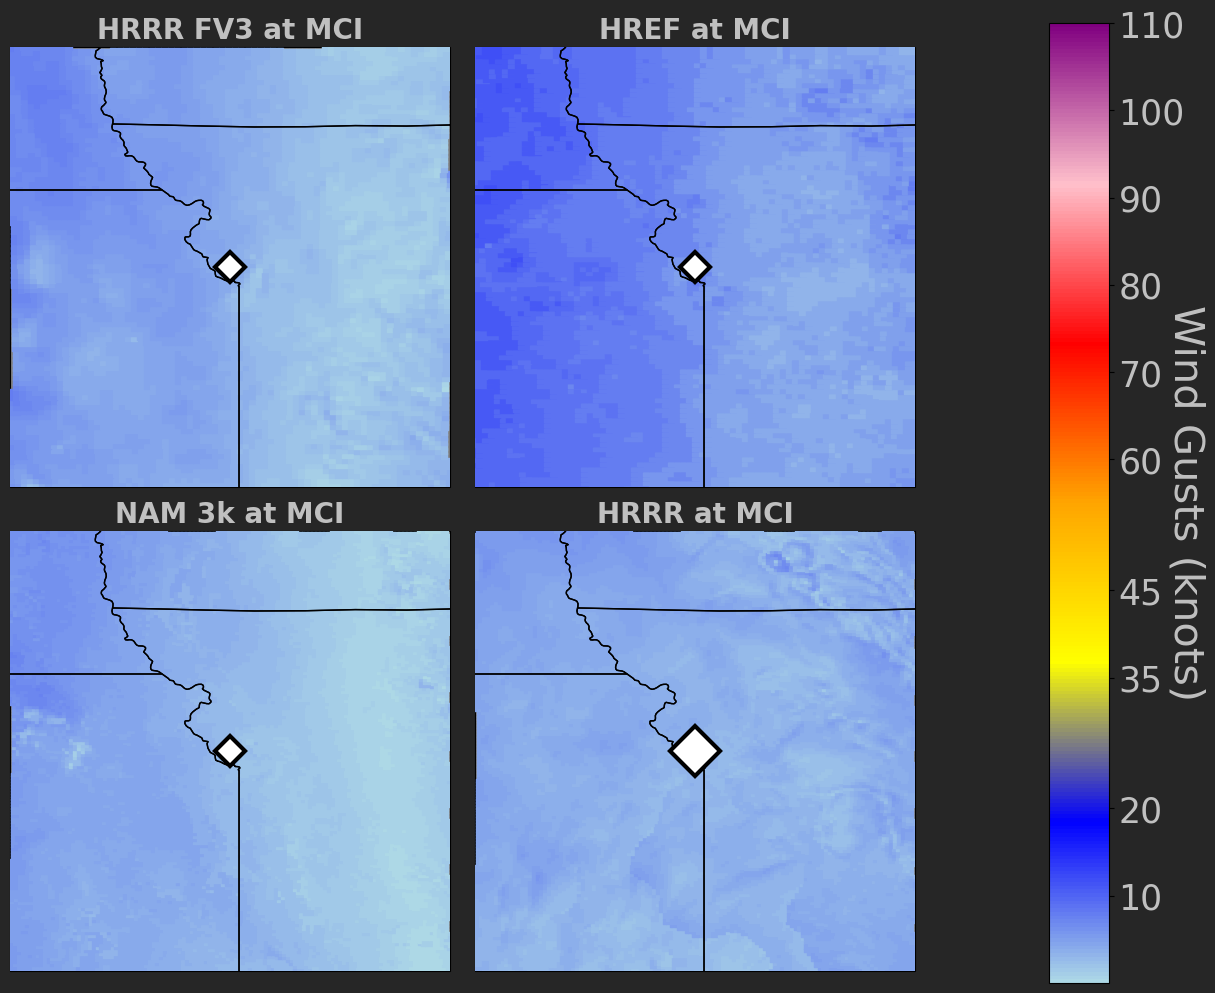 HRRR FV3 at MCI
HREF at MCI
NAM 3k at MCI
HRRR at MCI
110
100
90
80
70
60
45
35
20
10
Wind Gusts (knots)